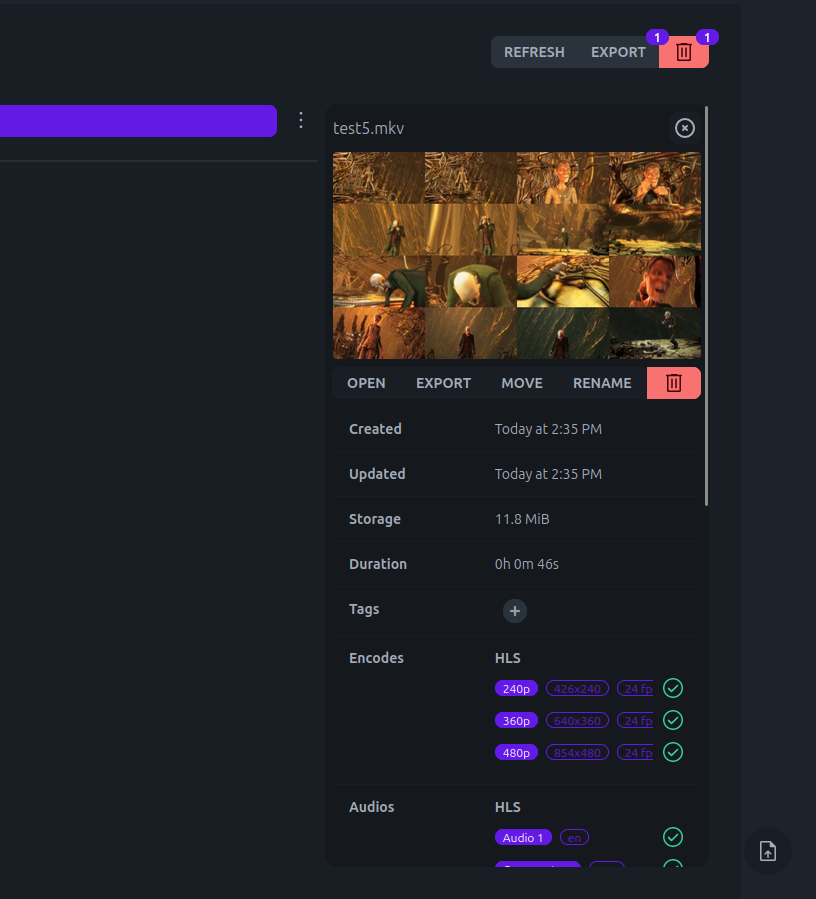 REFRESH EXPORT 1 1
test5.mkv
OPEN EXPORT MOVE RENAME
Created Today at 2:35 PM
Updated Today at 2:35 PM
Storage 11.8 MiB
Duration 0h 0m 46s
Tags
Encodes HLS
240p 426x240 24 fp
360p 640x360 24 fp
480p 854x480 24 fp
Audios HLS
Audio 1 en